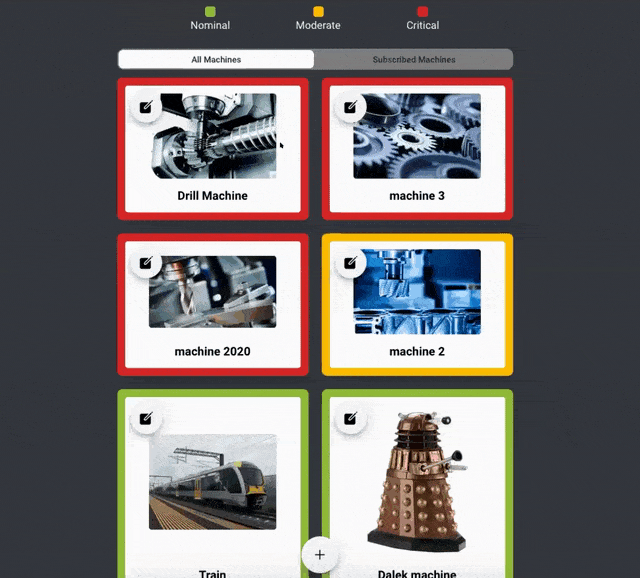 Nominal
Moderate
Critical
All Machines
Subscribed Machines
Drill Machine
machine 3
machine 2020
machine 2
Train
Dalek machine